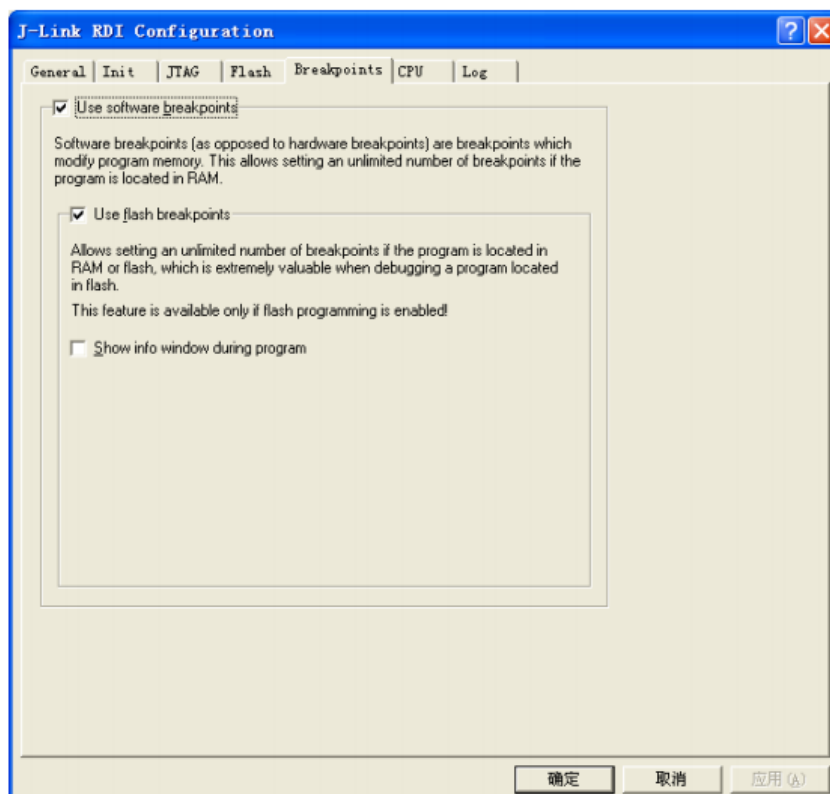 J-Link RDI Configuration
General Init JTAG Flash Breakpoints CPU Log
Use software breakpoints
Software breakpoints (as opposed to hardware breakpoints) are breakpoints which
modify program memory. This allows setting an unlimited number of breakpoints if the
program is located in RAM.
Use flash breakpoints
Allows setting an unlimited number of breakpoints if the program is located in
RAM or flash, which is extremely valuable when debugging a program located
in flash.
This feature is available only if flash programming is enabled!
Show info window during program
确定 取消 应用(A)